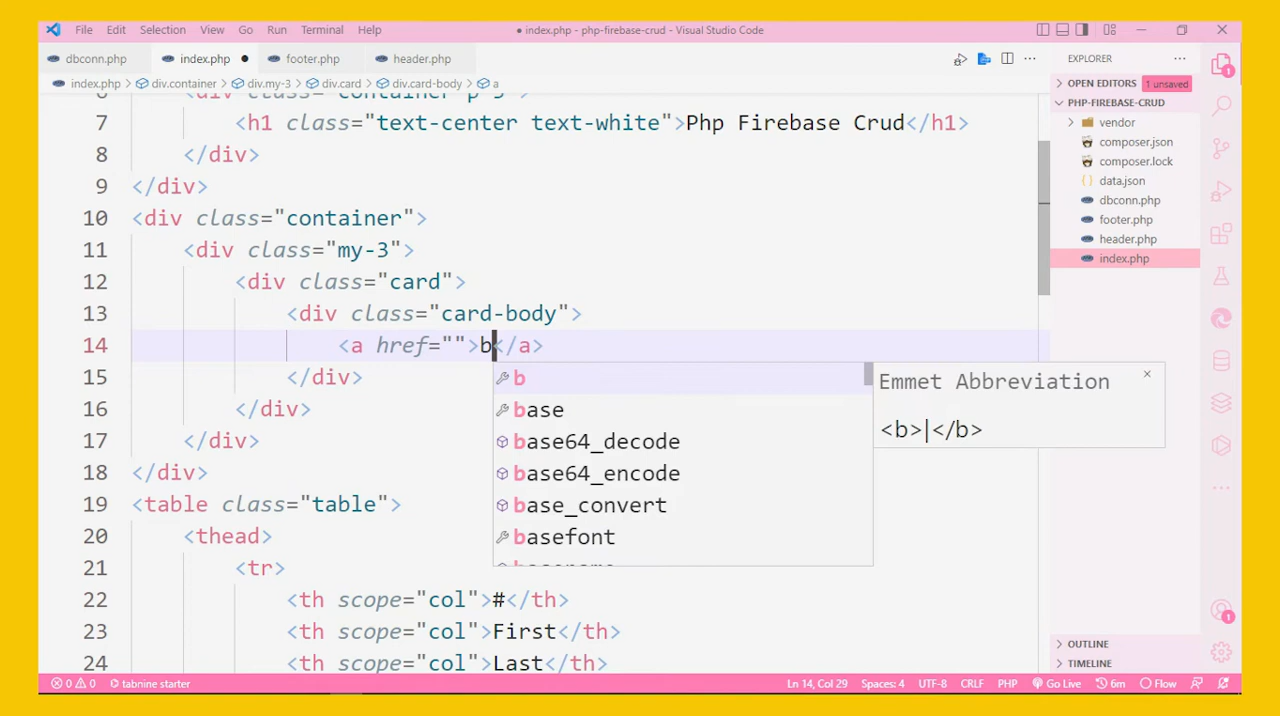 File Edit Selection View Go Run Terminal Help ● index.php - php-firebase-crud - Visual Studio Code
dbconn.php index.php ● footer.php header.php
index.php > div.container > div.my-3 > div.card > div.card-body > a
6 <div class="container p-5">
7 <h1 class="text-center text-white">Php Firebase Crud</h1>
8 </div>
9 </div>
10 <div class="container">
11 <div class="my-3">
12 <div class="card">
13 <div class="card-body">
14 <a href="">b</a>
15 </div>
16 </div>
17 </div>
18 </div>
19 <table class="table">
20 <thead>
21 <tr>
22 <th scope="col">#</th>
23 <th scope="col">First</th>
24 <th scope="col">Last</th>
b
base
base64_decode
base64_encode
base_convert
basefont
basename
Emmet Abbreviation ×
<b>|</b>
EXPLORER ...
OPEN EDITORS 1 unsaved
PHP-FIREBASE-CRUD
vendor
composer.json
composer.lock
{} data.json
dbconn.php
footer.php
header.php
index.php
OUTLINE
TIMELINE
1
1
0 0 tabnine starter Ln 14, Col 29 Spaces: 4 UTF-8 CRLF PHP Go Live 6m Flow